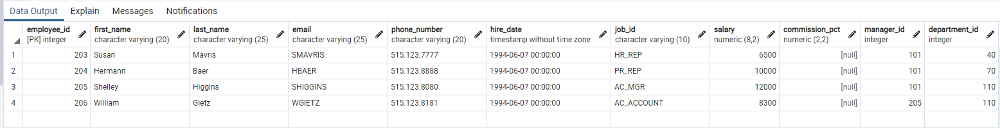 Data Output Explain Messages Notifications
employee_id first_name last_name email phone_number hire_date job_id salary commission_pct manager_id department_id
[PK] integer character varying (20) character varying (25) character varying (25) character varying (20) timestamp without time zone character varying (10) numeric (8,2) numeric (2,2) integer integer
1 203 Susan Mavris SMAVRIS 515.123.7777 1994-06-07 00:00:00 HR_REP 6500 [null] 101 40
2 204 Hermann Baer HBAER 515.123.8888 1994-06-07 00:00:00 PR_REP 10000 [null] 101 70
3 205 Shelley Higgins SHIGGINS 515.123.8080 1994-06-07 00:00:00 AC_MGR 12000 [null] 101 110
4 206 William Gietz WGIETZ 515.123.8181 1994-06-07 00:00:00 AC_ACCOUNT 8300 [null] 205 110